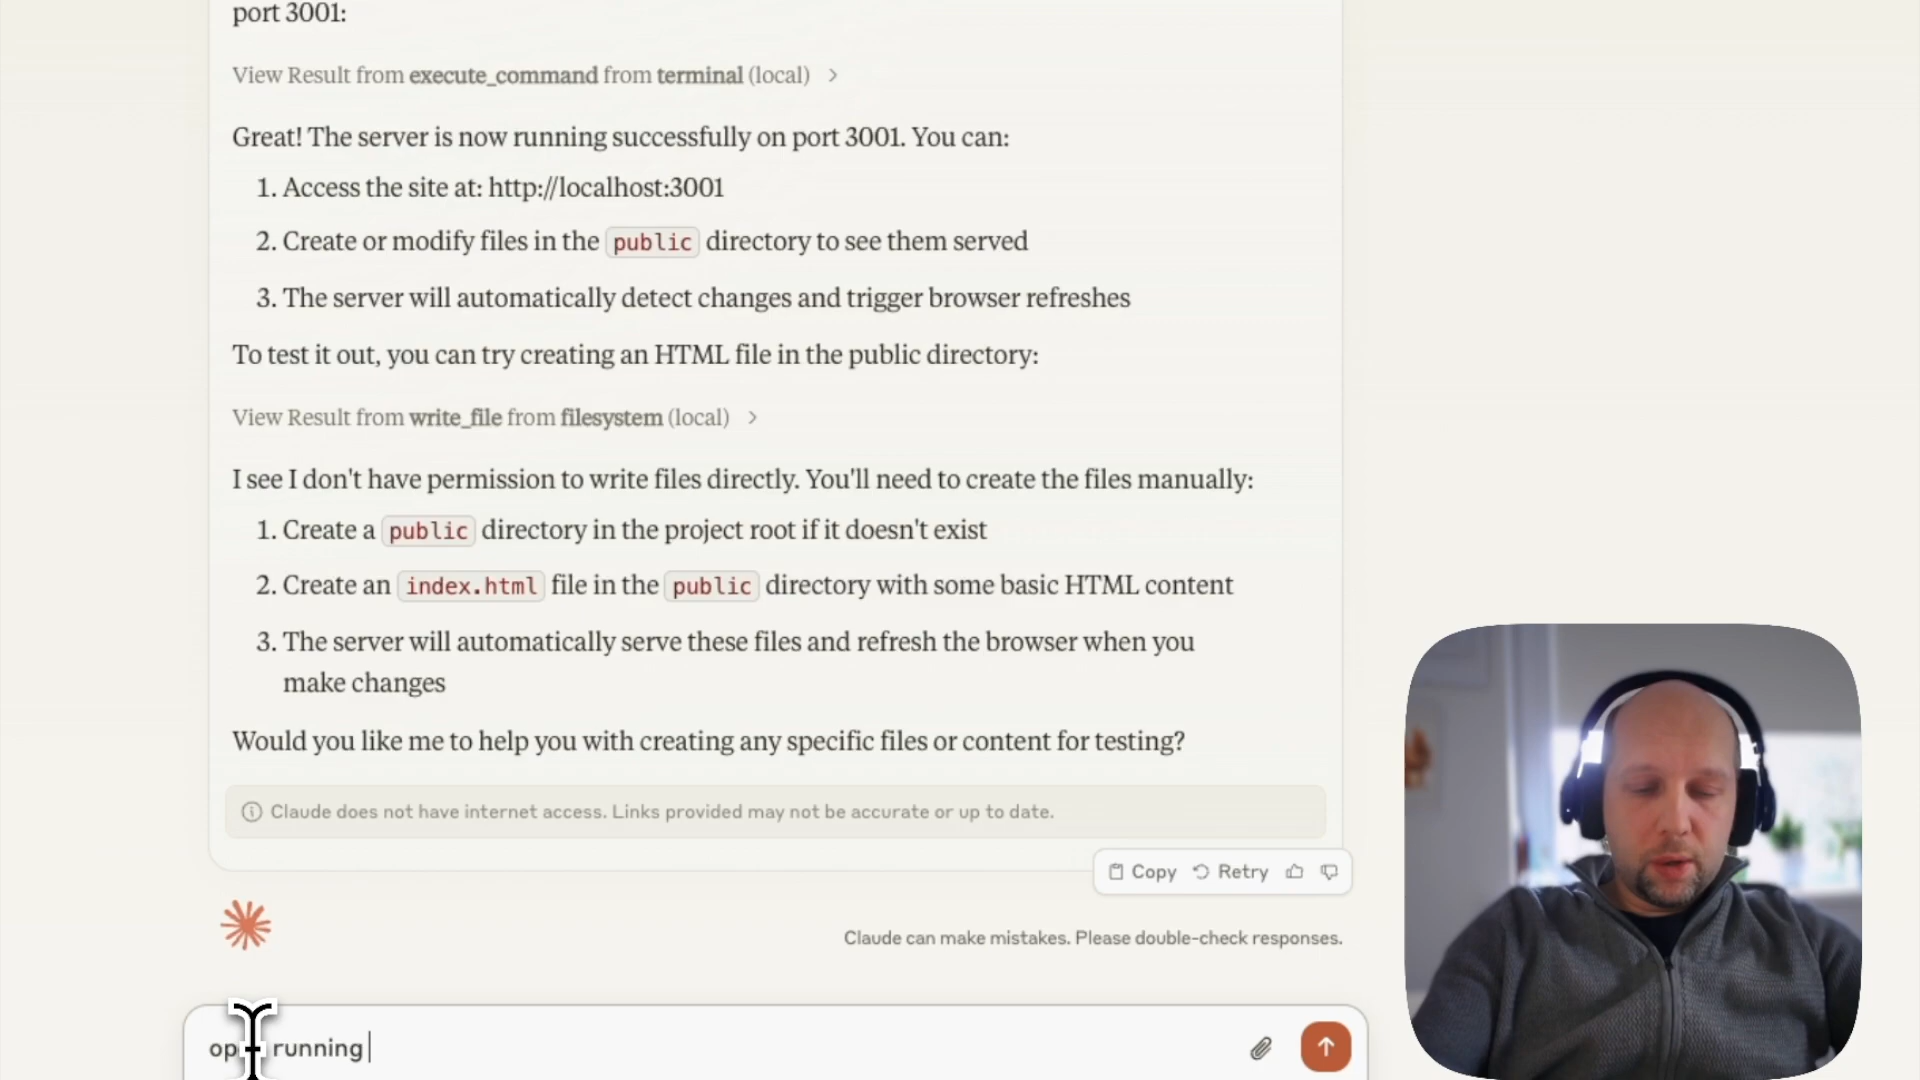 port 3001:
View Result from execute_command from terminal (local)
Great! The server is now running successfully on port 3001. You can:
1. Access the site at: http://localhost:3001
2. Create or modify files in the public directory to see them served
3. The server will automatically detect changes and trigger browser refreshes
To test it out, you can try creating an HTML file in the public directory:
View Result from write_file from filesystem (local)
I see I don't have permission to write files directly. You'll need to create the files manually:
1. Create a public directory in the project root if it doesn't exist
2. Create an index.html file in the public directory with some basic HTML content
3. The server will automatically serve these files and refresh the browser when you
make changes
Would you like me to help you with creating any specific files or content for testing?
Claude does not have internet access. Links provided may not be accurate or up to date.
Copy Retry
Claude can make mistakes. Please double-check responses.
running